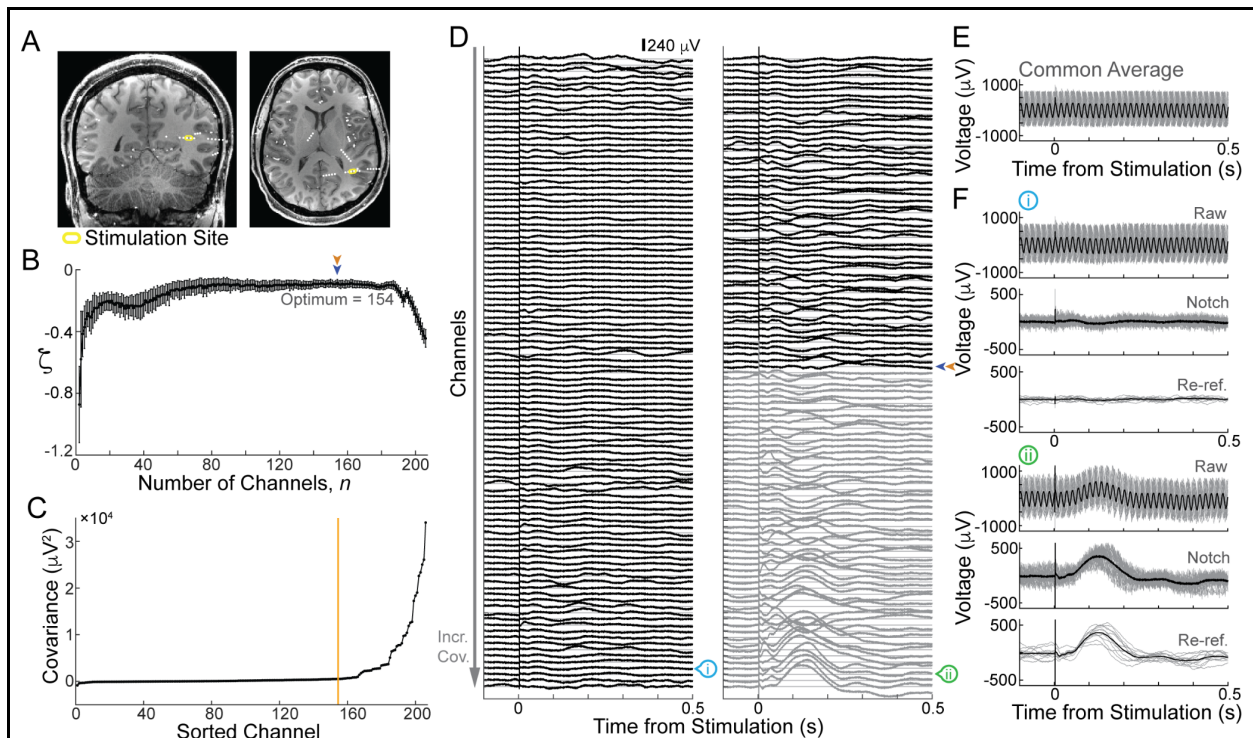 A
Stimulation Site
B
0
-0.4
-0.8
-1.2
ζ
Optimum = 154
0
40
80
120
160
200
Number of Channels, n
C
×10⁴
3
2
1
0
Covariance (μV²)
0
40
80
120
160
200
Sorted Channel
D
240 μV
Channels
Incr.
Cov.
i
ii
0
0.5
0
0.5
Time from Stimulation (s)
E
Common Average
1000
-1000
Voltage (μV)
0
0.5
Time from Stimulation (s)
F
i
Raw
1000
-1000
Notch
500
-500
Re-ref.
500
-500
Voltage (μV)
0
0.5
ii
Raw
1000
-1000
Notch
500
-500
Re-ref.
500
-500
Voltage (μV)
0
0.5
Time from Stimulation (s)